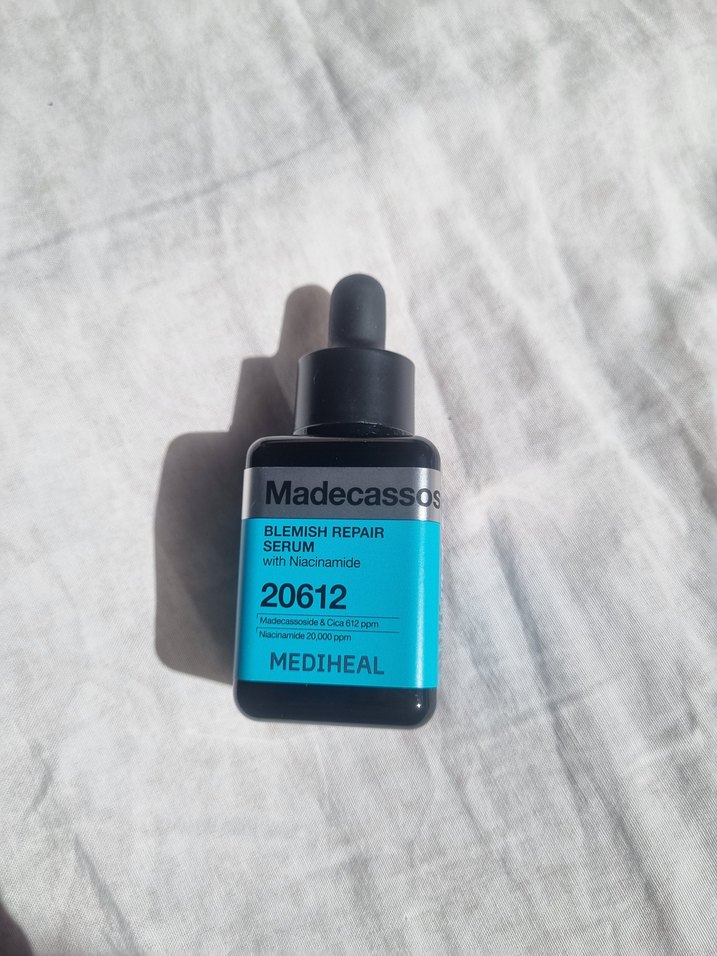 Madecassos
BLEMISH REPAIR
SERUM
with Niacinamide
20612
Madecassoside & Cica 612 ppm
Niacinamide 20,000 ppm
MEDIHEAL